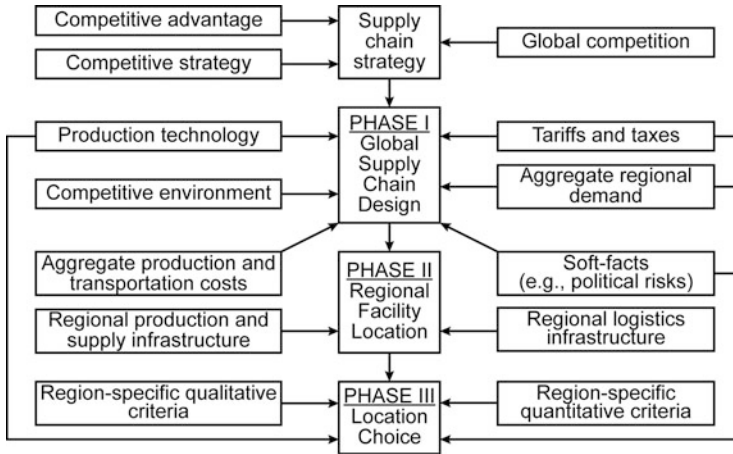 Competitive advantage
Competitive strategy
Supply
chain
strategy
Global competition
Production technology
Competitive environment
PHASE I
Global
Supply
Chain
Design
Tariffs and taxes
Aggregate regional
demand
Aggregate production and
transportation costs
Regional production and
supply infrastructure
PHASE II
Regional
Facility
Location
Soft-facts
(e.g., political risks)
Regional logistics
infrastructure
Region-specific qualitative
criteria
PHASE III
Location
Choice
Region-specific
quantitative criteria